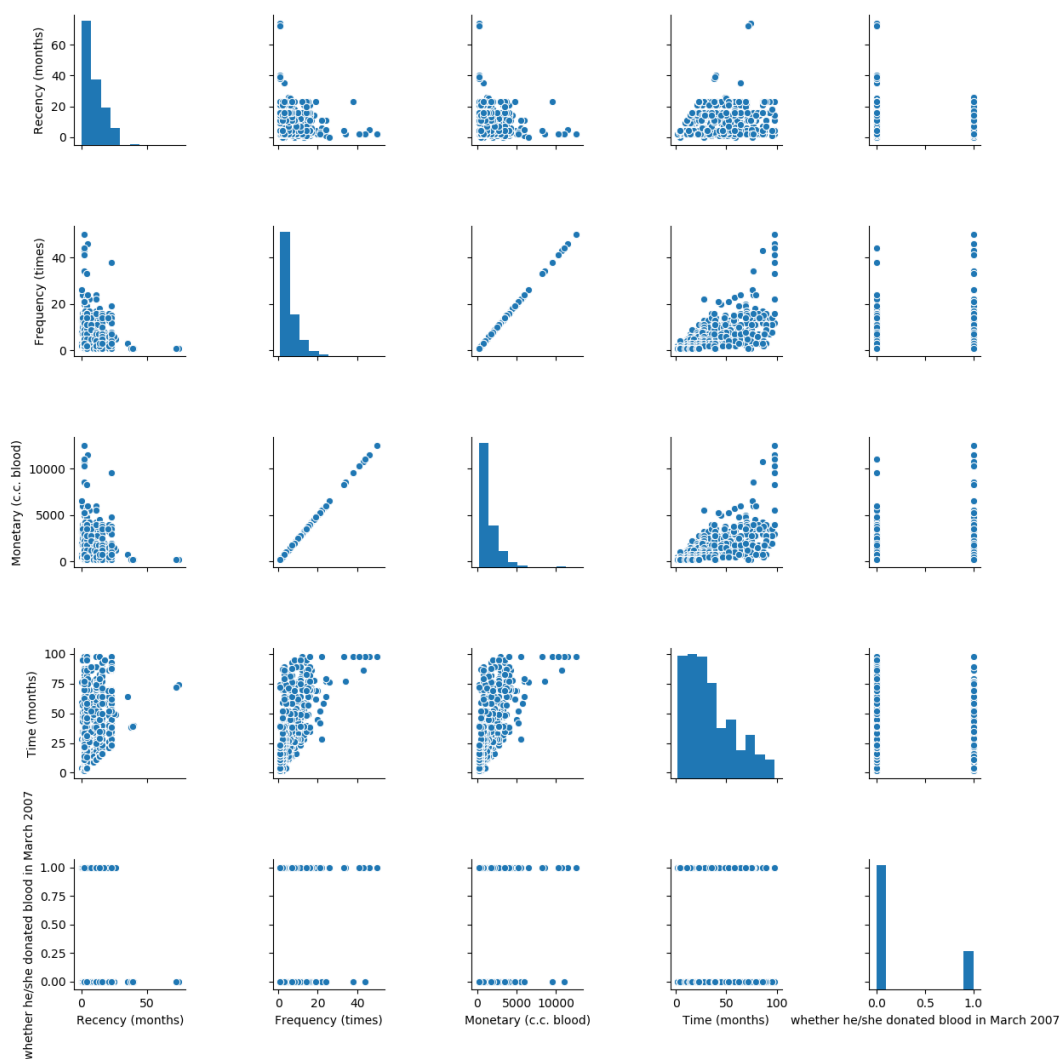 Recency (months)
60
40
20
0
Frequency (times)
40
20
0
Monetary (c.c. blood)
10000
5000
0
Time (months)
100
75
50
25
0
whether he/she donated blood in March 2007
1.00
0.75
0.50
0.25
0.00
0 50
0 20 40
0 5000 10000
0 50 100
0.0 0.5 1.0
Recency (months)
Frequency (times)
Monetary (c.c. blood)
Time (months)
whether he/she donated blood in March 2007